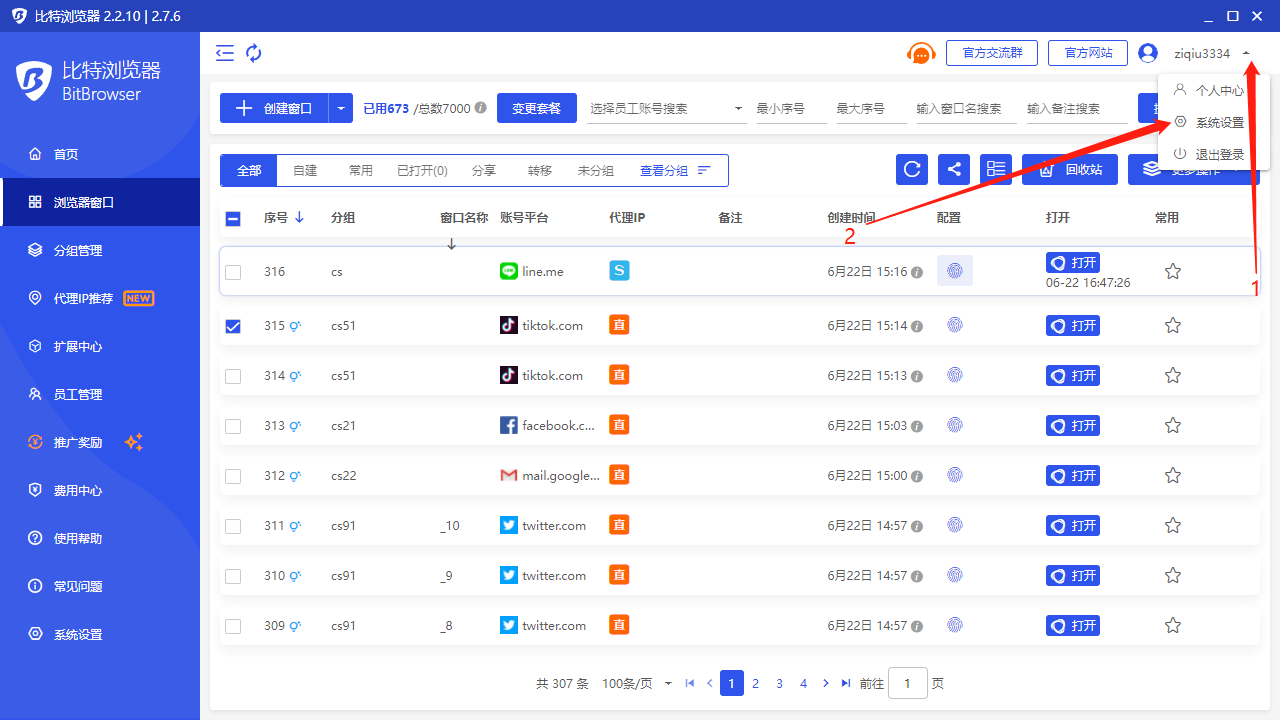 比特浏览器 2.2.10 | 2.7.6
比特浏览器
BitBrowser
首页
浏览器窗口
分组管理
代理IP推荐 NEW
扩展中心
员工管理
推广奖励
费用中心
使用帮助
常见问题
系统设置
官方交流群 官方网站 ziqiu3334
个人中心
系统设置
退出登录
创建窗口 已用673 /总数7000 变更套餐 选择员工账号搜索 最小序号 最大序号 输入窗口名搜索 输入备注搜索
全部 自建 常用 已打开(0) 分享 转移 未分组 查看分组 回收站 更多操作
序号 分组 窗口名称 账号平台 代理IP 备注 创建时间 配置 打开 常用
2
1
316 cs line.me S 6月22日 15:16 打开
06-22 16:47:26
315 cs51 tiktok.com 直 6月22日 15:14 打开
314 cs51 tiktok.com 直 6月22日 15:13 打开
313 cs21 facebook.c... 直 6月22日 15:03 打开
312 cs22 mail.google... 直 6月22日 15:00 打开
311 cs91 _10 twitter.com 直 6月22日 14:57 打开
310 cs91 _9 twitter.com 直 6月22日 14:57 打开
309 cs91 _8 twitter.com 直 6月22日 14:57 打开
共 307 条 100条/页 1 2 3 4 前往 1 页